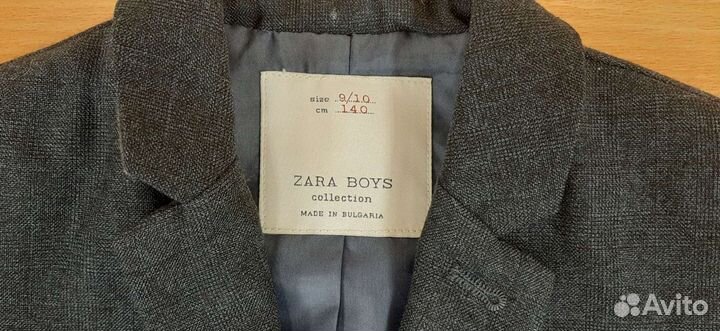 size 9/10
cm 140
ZARA BOYS
collection
MADE IN BULGARIA
Avito